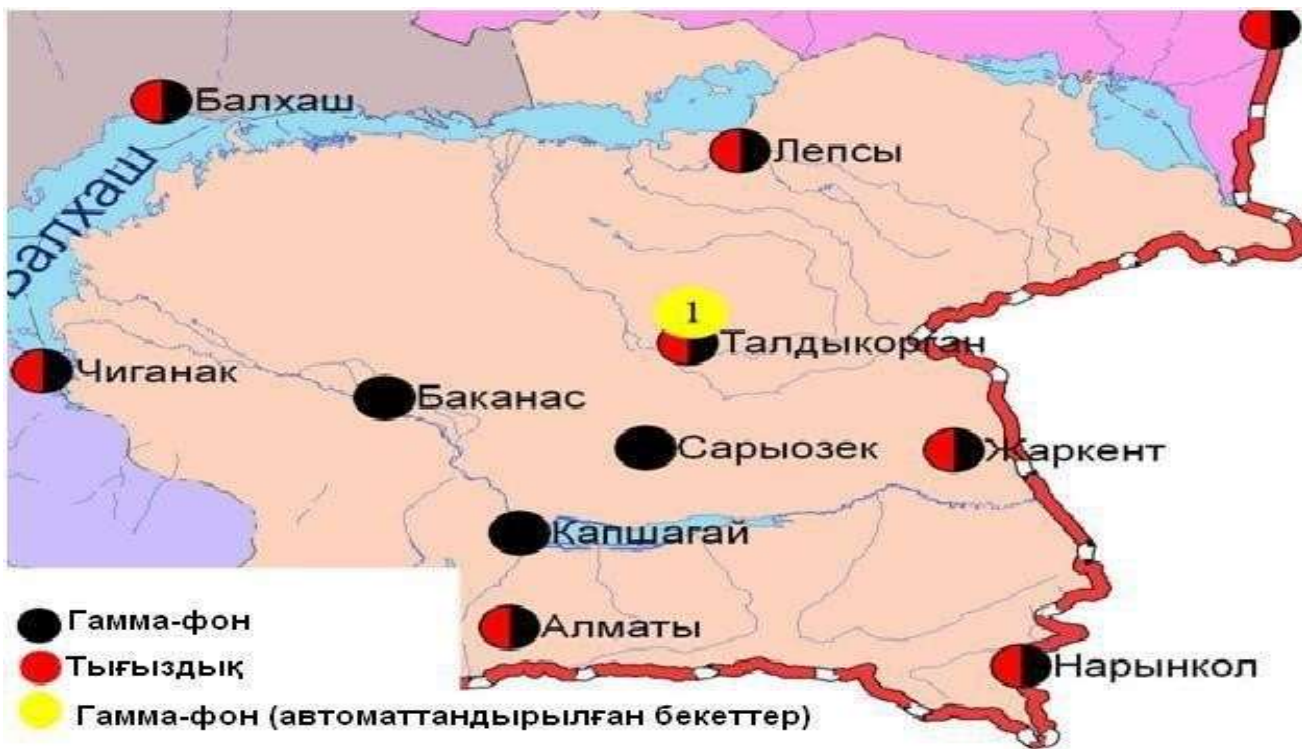 Балхаш
Лепсы
Балхаш
1
Талдыкорган
Чиганак
Баканас
Сарыозек
Жаркент
Капшагай
Алматы
Нарынкол
Гамма-фон
Тығыздық
Гамма-фон (автоматтандырылған бекеттер)